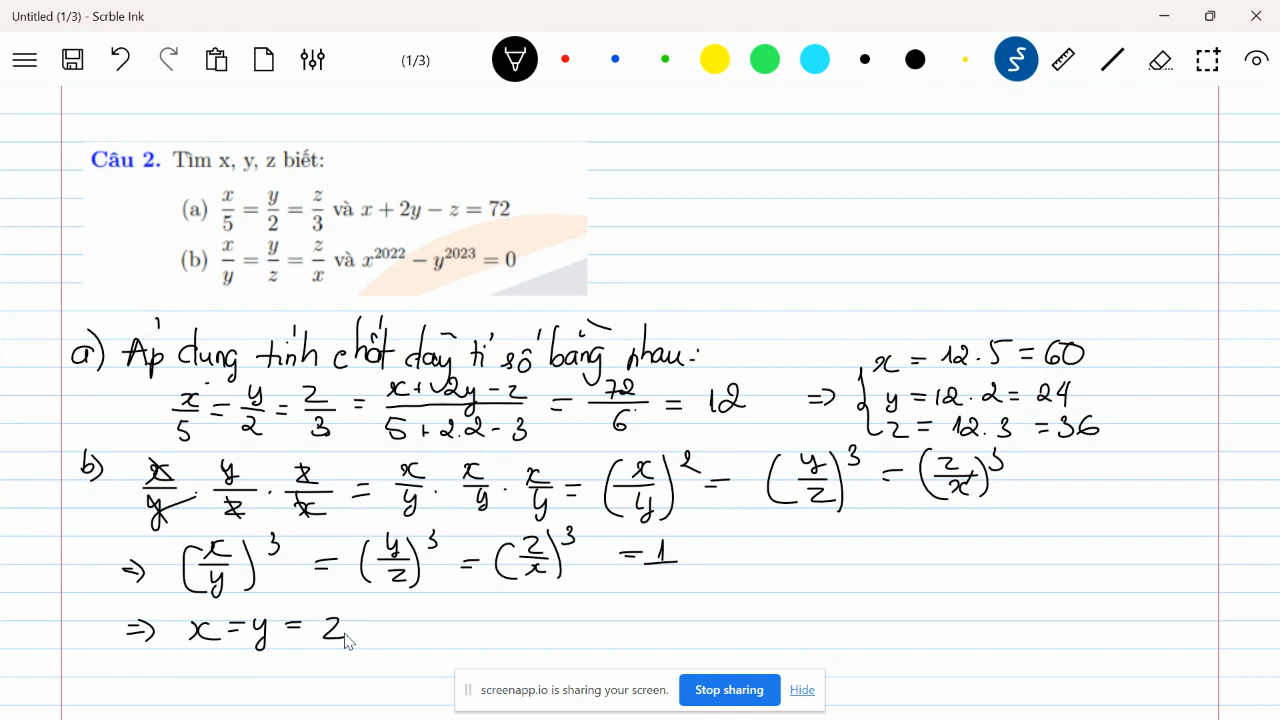 Untitled (1/3) - Scrble Ink
(1/3)
Câu 2. Tìm x, y, z biết:
(a) x/5 = y/2 = z/3 và x + 2y − z = 72
(b) x/y = y/z = z/x và x^2022 − y^2023 = 0
a) Áp dụng tính chất dãy tỉ số bằng nhau:
x/5 = y/2 = z/3 = (x + 2y − z)/(5 + 2.2 − 3) = 72/6 = 12 => { x = 12.5 = 60
y = 12.2 = 24
z = 12.3 = 36
b) x/y . y/z . z/x = x/y . x/y . x/y = (x/y)^2 = (y/z)^3 = (z/x)^3
=> (x/y)^3 = (y/z)^3 = (z/x)^3 = 1
=> x = y = z
screenapp.io is sharing your screen. Stop sharing Hide